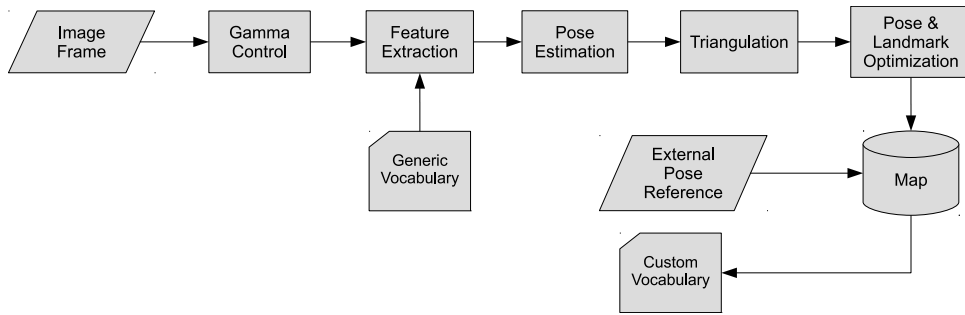 Image
Frame
Gamma
Control
Feature
Extraction
Pose
Estimation
Triangulation
Pose &
Landmark
Optimization
Generic
Vocabulary
External
Pose
Reference
Map
Custom
Vocabulary